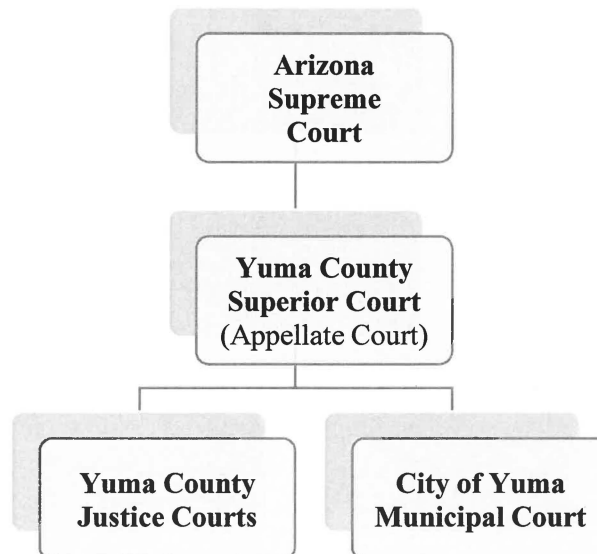 Arizona
Supreme
Court
Yuma County
Superior Court
(Appellate Court)
Yuma County
Justice Courts
City of Yuma
Municipal Court